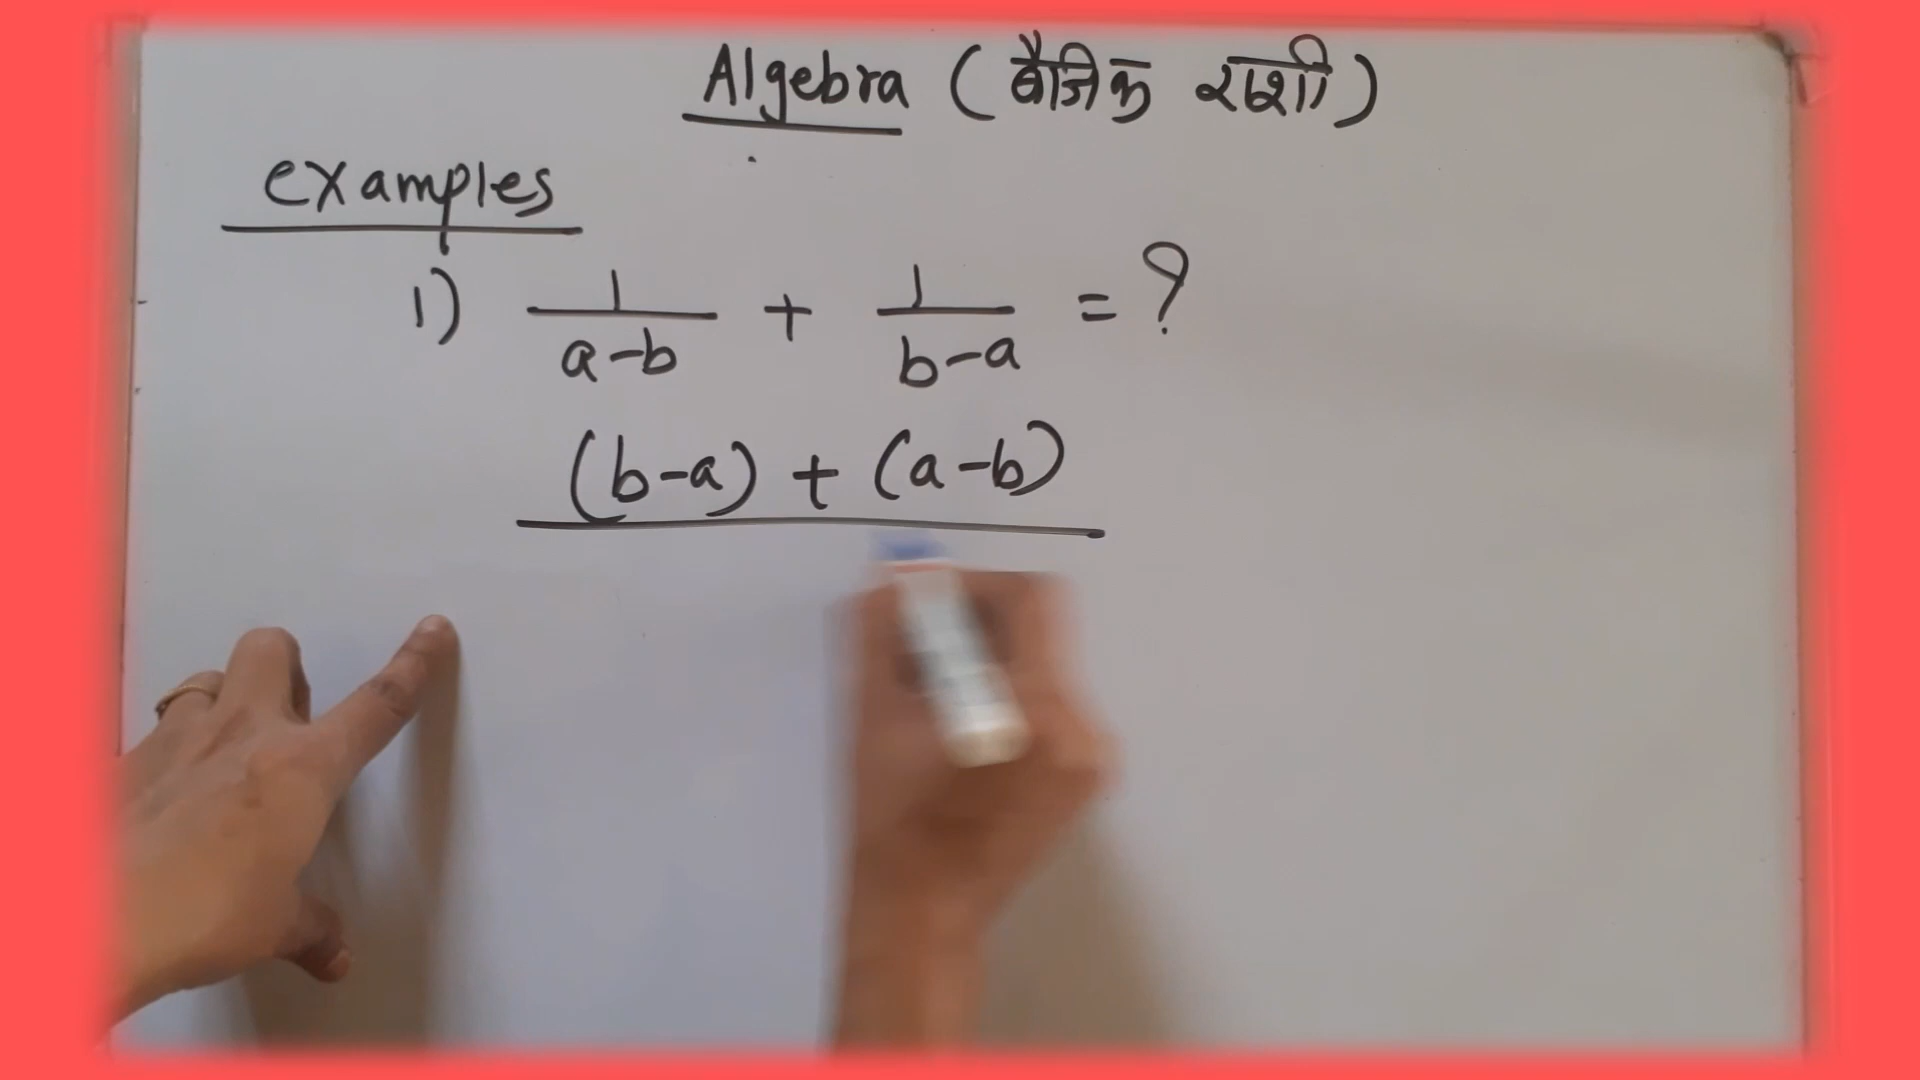 Algebra (बैजिक राशी)
examples
1) 1/(a-b) + 1/(b-a) = ?
(b-a) + (a-b)